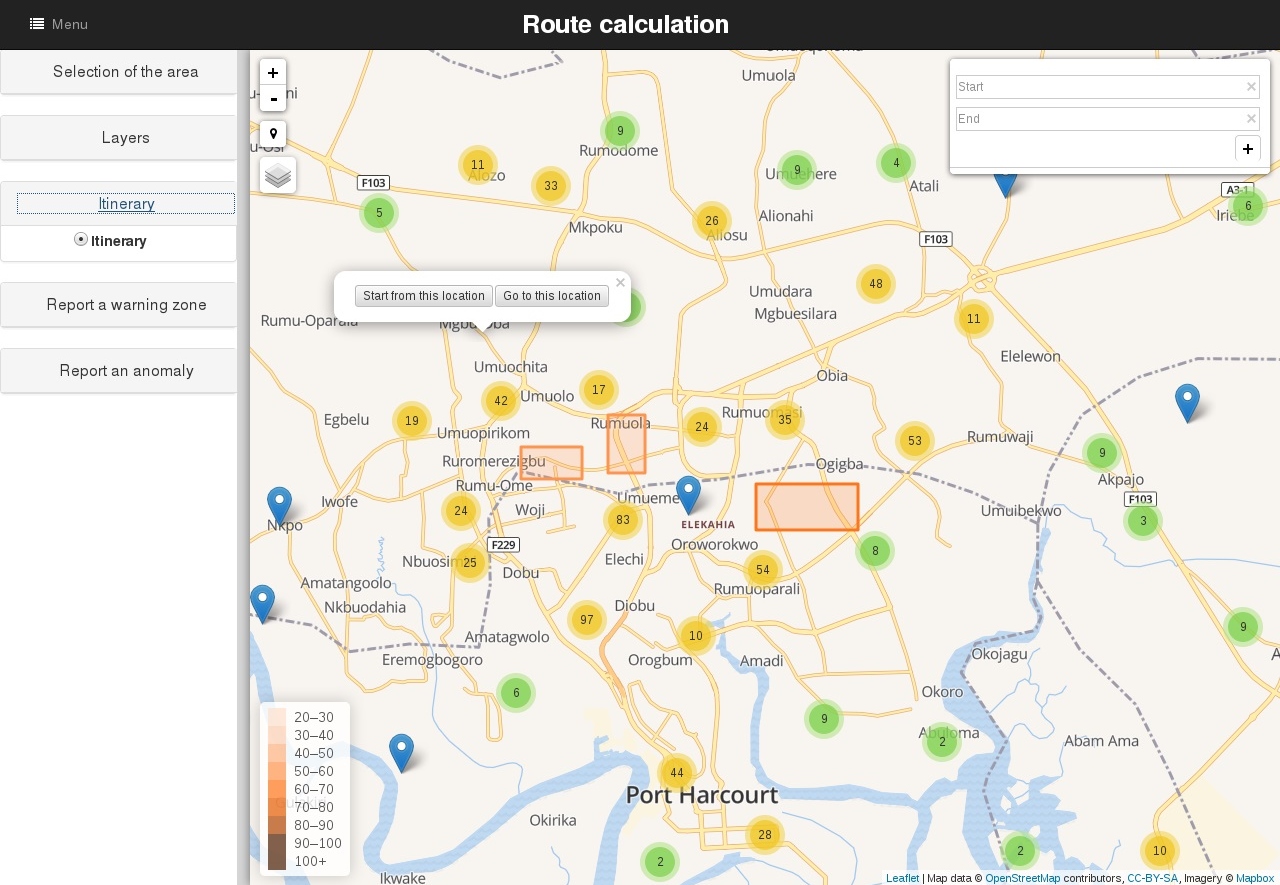 Menu
Route calculation
Selection of the area
Layers
Itinerary
Itinerary
Report a warning zone
Report an anomaly
+
-
Start ×
End ×
+
Umuola
9
Rumodome
11
Alozo
33
9
Umuehere
4
Atali
F103
5
A3-1
6
Iriebe
26
Aliosu
Alionahi
Mkpoku
F103
Start from this location
Go to this location
×
48
Umudara
Mgbuesilara
11
Rumu-Oparala
Elelewon
Umuochita
Obia
42
Umuolo
17
19
Egbelu
Rumuola
24
Rumuomasi
35
53
Rumuwaji
Umuopirikom
Ruromerezigbu
Ogigba
9
Akpajo
F103
3
Rumu-Ome
Iwofe
24
Woji
Umueme
Nkpo
83
ELEKAHIA
Umuibekwo
Oroworokwo
8
F229
Elechi
Nbuosim
25
Dobu
54
Rumuoparali
Amatangoolo
Nkbuodahia
Diobu
97
10
9
Amatagwolo
Eremogbogoro
Orogbum
Amadi
Okojagu
6
Okoro
9
Abuloma
2
Abam Ama
44
Port Harcourt
Okirika
28
2
2
10
Ikwake
20–30
30–40
40–50
50–60
60–70
70–80
80–90
90–100
100+
Leaflet | Map data © OpenStreetMap contributors, CC-BY-SA, Imagery © Mapbox